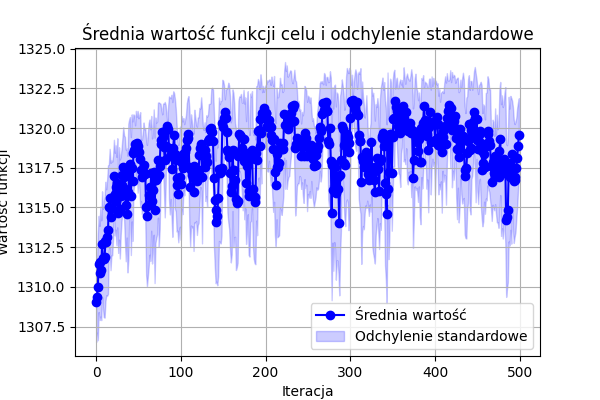 Średnia wartość funkcji celu i odchylenie standardowe
1325.0
1322.5
1320.0
1317.5
1315.0
1312.5
1310.0
1307.5
Wartość funkcji
0
100
200
300
400
500
Iteracja
Średnia wartość
Odchylenie standardowe